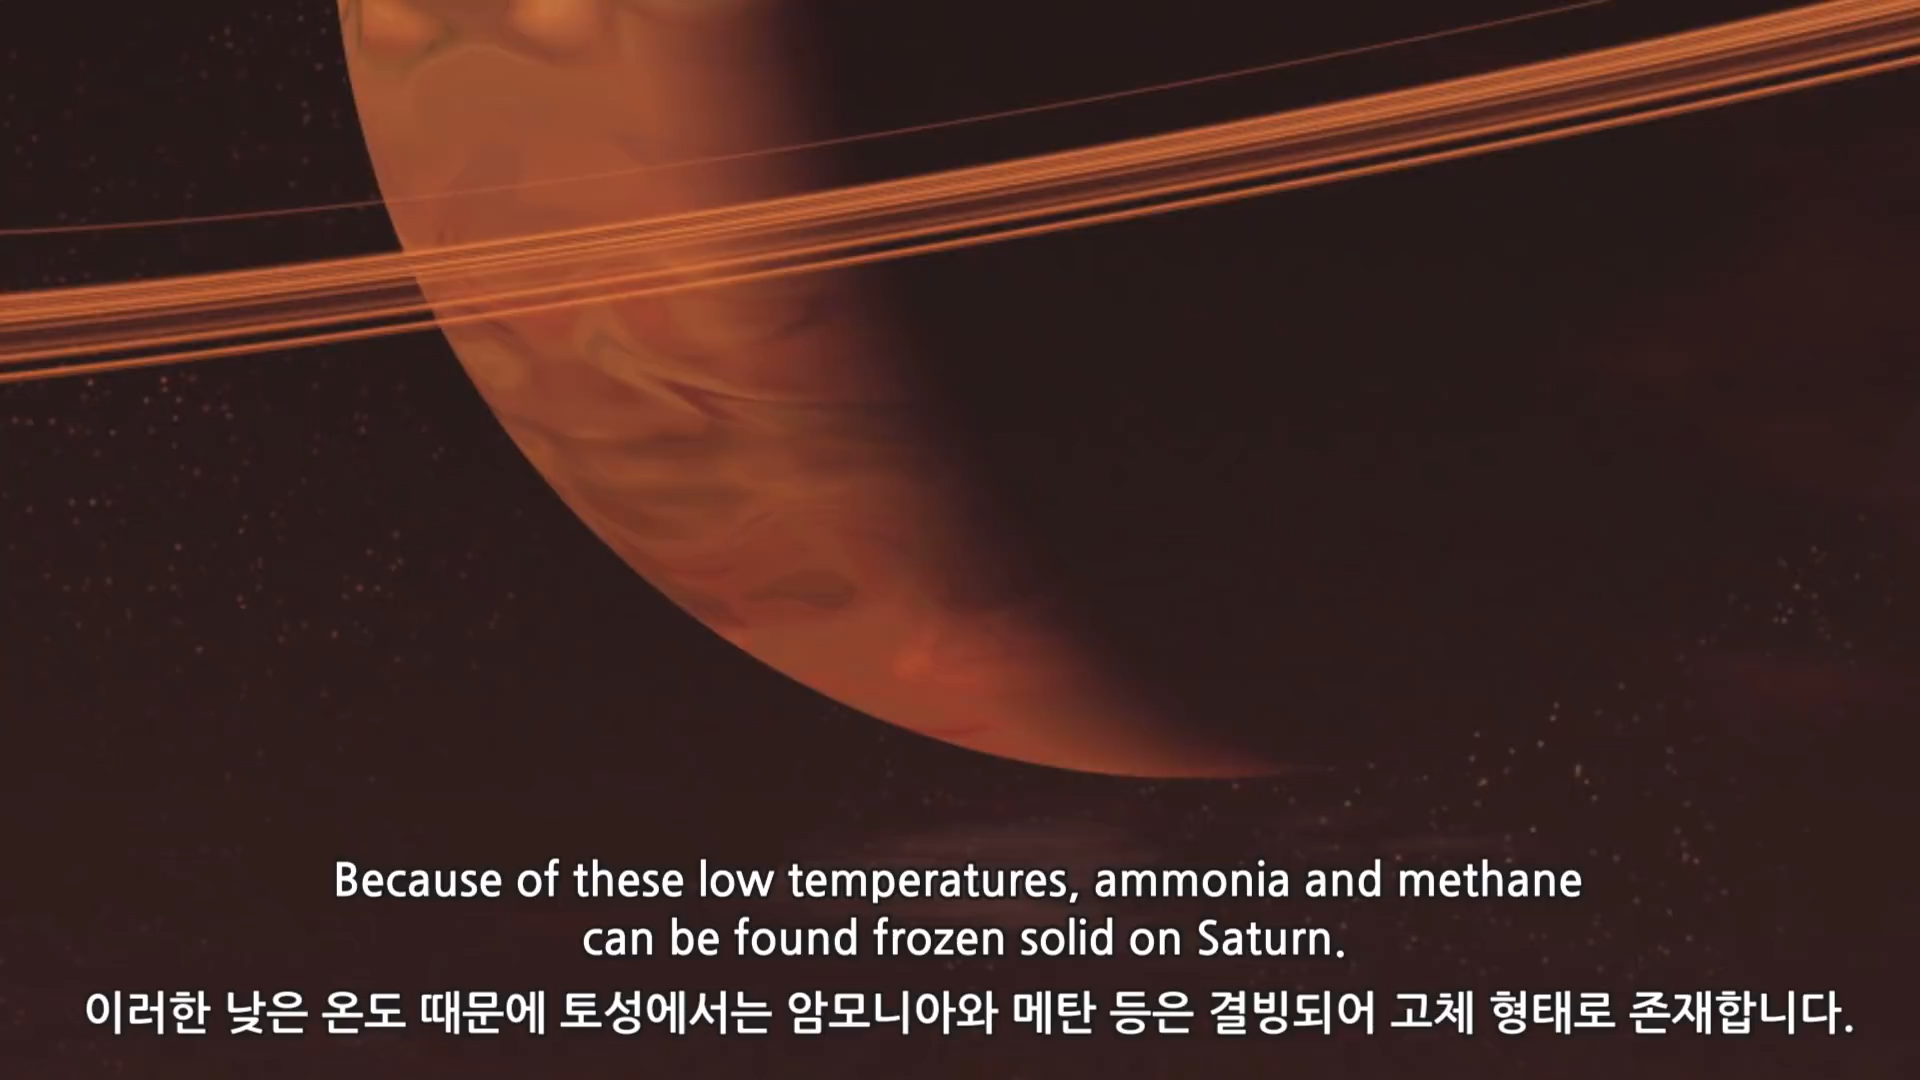 Because of these low temperatures, ammonia and methane
can be found frozen solid on Saturn.
이러한 낮은 온도 때문에 토성에서는 암모니아와 메탄 등은 결빙되어 고체 형태로 존재합니다.